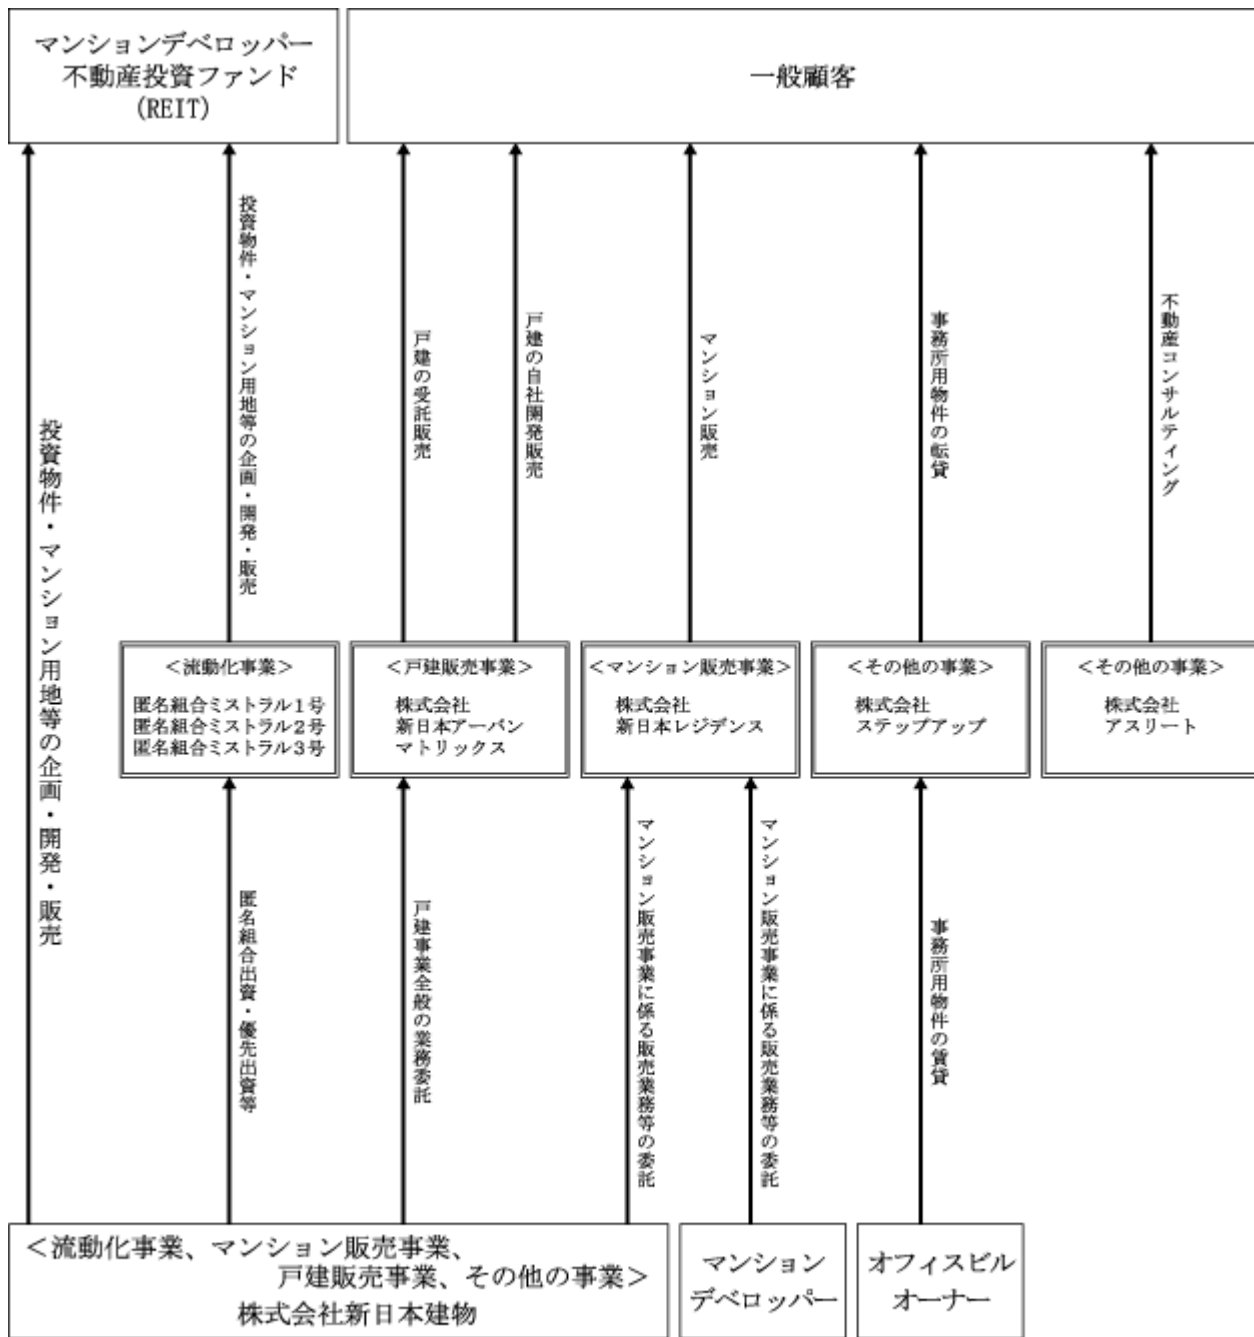 マンションデベロッパー
不動産投資ファンド
(REIT)
一般顧客
投資物件・マンション用地等の企画・開発・販売
投資物件・マンション用地等の企画・開発・販売
戸建の受託販売
戸建の自社開発販売
マンション販売
事務所用物件の転貸
不動産コンサルティング
＜流動化事業＞
匿名組合ミストラル1号
匿名組合ミストラル2号
匿名組合ミストラル3号
＜戸建販売事業＞
株式会社
新日本アーバン
マトリックス
＜マンション販売事業＞
株式会社
新日本レジデンス
＜その他の事業＞
株式会社
ステップアップ
＜その他の事業＞
株式会社
アスリート
匿名組合出資・優先出資等
戸建事業全般の業務委託
マンション販売事業に係る販売業務等の委託
マンション販売事業に係る販売業務等の委託
事務所用物件の賃貸
＜流動化事業、マンション販売事業、
戸建販売事業、その他の事業＞
株式会社新日本建物
マンション
デベロッパー
オフィスビル
オーナー